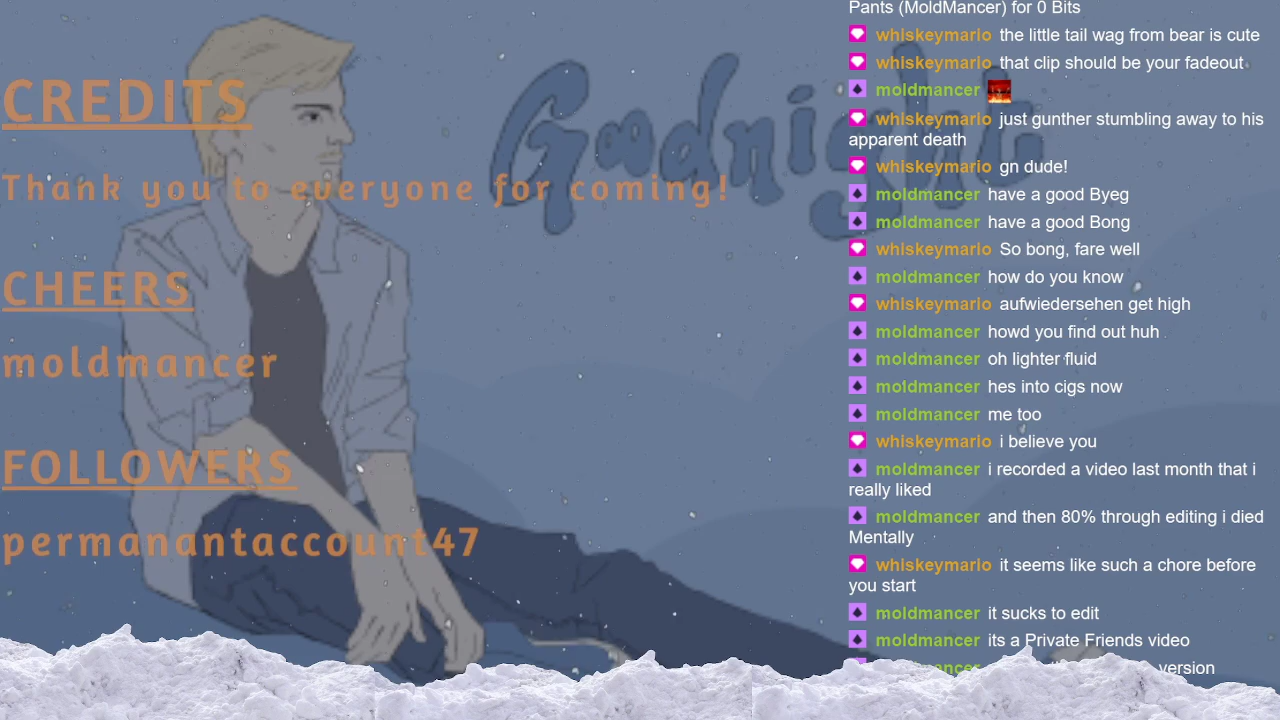 CREDITS
Thank you to everyone for coming!
CHEERS
moldmancer
FOLLOWERS
permanantaccount47
Goodnight
Pants (MoldMancer) for 0 Bits
whiskeymario the little tail wag from bear is cute
whiskeymario that clip should be your fadeout
moldmancer
whiskeymario just gunther stumbling away to his
apparent death
whiskeymario gn dude!
moldmancer have a good Byeg
moldmancer have a good Bong
whiskeymario So bong, fare well
moldmancer how do you know
whiskeymario aufwiedersehen get high
moldmancer howd you find out huh
moldmancer oh lighter fluid
moldmancer hes into cigs now
moldmancer me too
whiskeymario i believe you
moldmancer i recorded a video last month that i
really liked
moldmancer and then 80% through editing i died
Mentally
whiskeymario it seems like such a chore before
you start
moldmancer it sucks to edit
moldmancer its a Private Friends video
moldmancer version